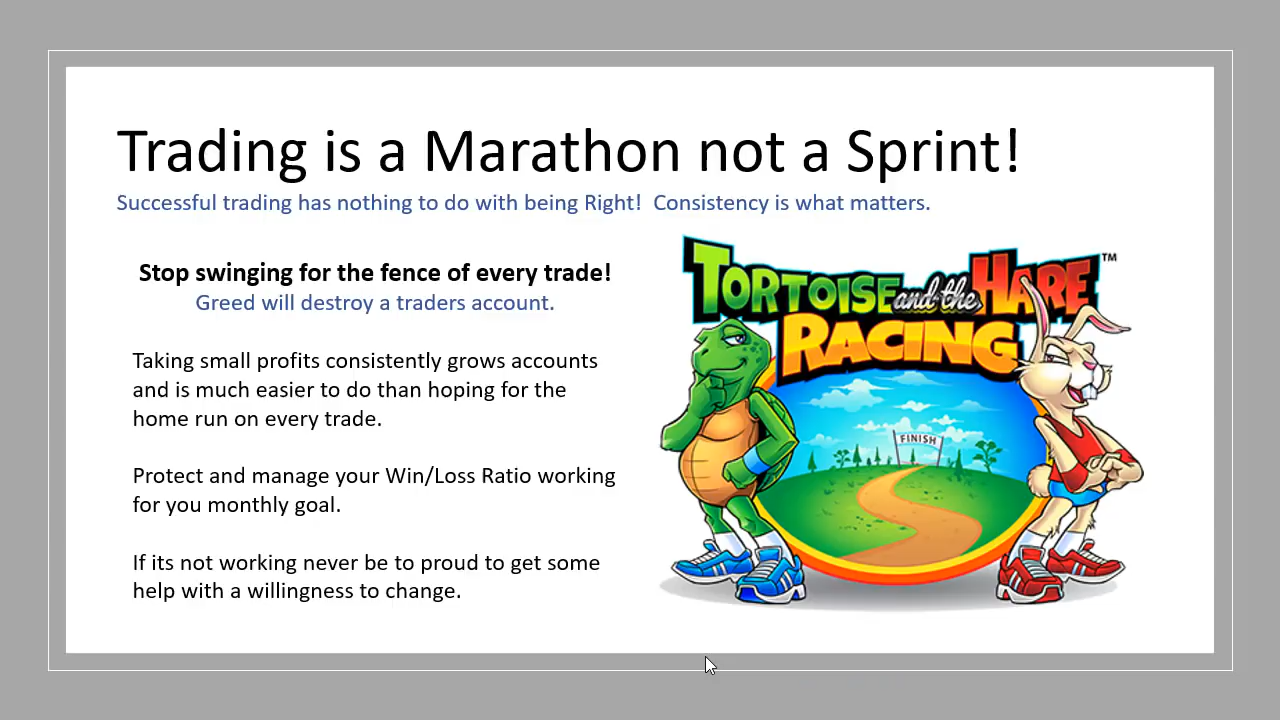 Trading is a Marathon not a Sprint!
Successful trading has nothing to do with being Right!  Consistency is what matters.
Stop swinging for the fence of every trade!
Greed will destroy a traders account.
Taking small profits consistently grows accounts
and is much easier to do than hoping for the
home run on every trade.
Protect and manage your Win/Loss Ratio working
for you monthly goal.
If its not working never be to proud to get some
help with a willingness to change.
TORTOISE and the HARE ™
RACING
FINISH